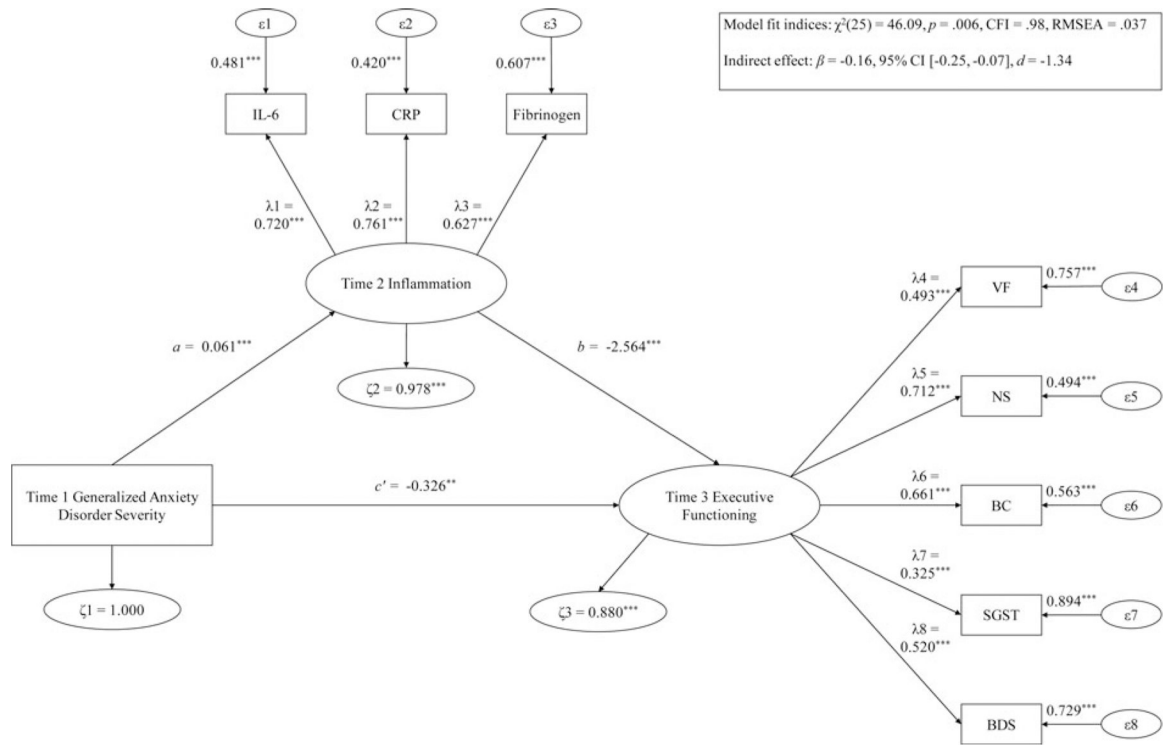 ε1
ε2
ε3
Model fit indices: χ²(25) = 46.09, p = .006, CFI = .98, RMSEA = .037
Indirect effect: β = -0.16, 95% CI [-0.25, -0.07], d = -1.34
0.481***
0.420***
0.607***
IL-6
CRP
Fibrinogen
λ1 =
0.720***
λ2 =
0.761***
λ3 =
0.627***
Time 2 Inflammation
a = 0.061***
b = -2.564***
ζ2 = 0.978***
Time 1 Generalized Anxiety
Disorder Severity
c' = -0.326**
Time 3 Executive
Functioning
ζ1 = 1.000
ζ3 = 0.880***
λ4 =
0.493***
VF
0.757***
ε4
λ5 =
0.712***
NS
0.494***
ε5
λ6 =
0.661***
BC
0.563***
ε6
λ7 =
0.325***
SGST
0.894***
ε7
λ8 =
0.520***
BDS
0.729***
ε8